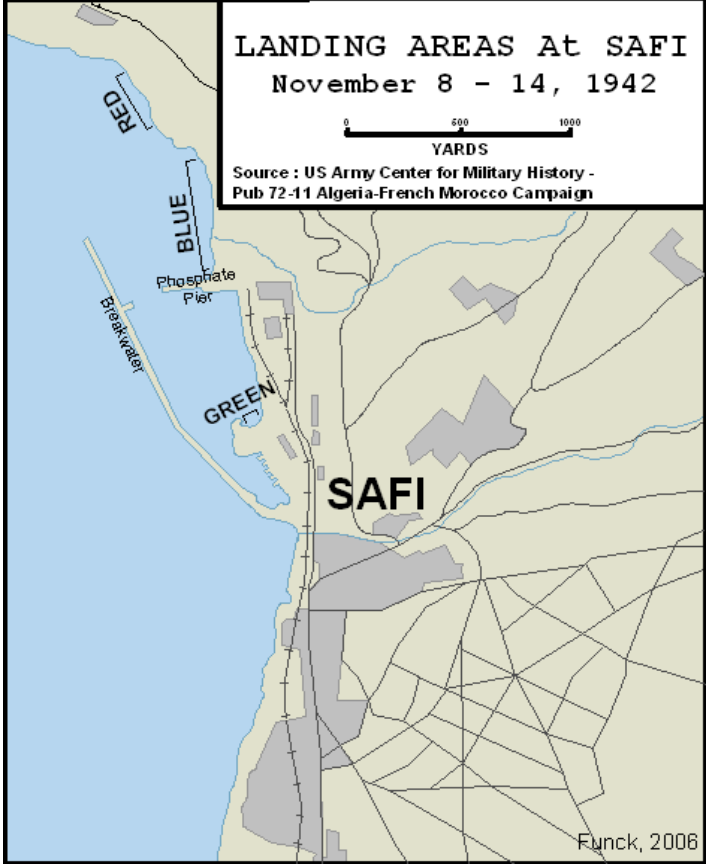 LANDING AREAS At SAFI
November 8 - 14, 1942
0 500 1000
YARDS
Source : US Army Center for Military History -
Pub 72-11 Algeria-French Morocco Campaign
RED
BLUE
Phosphate
Pier
Breakwater
GREEN
SAFI
Funck, 2006